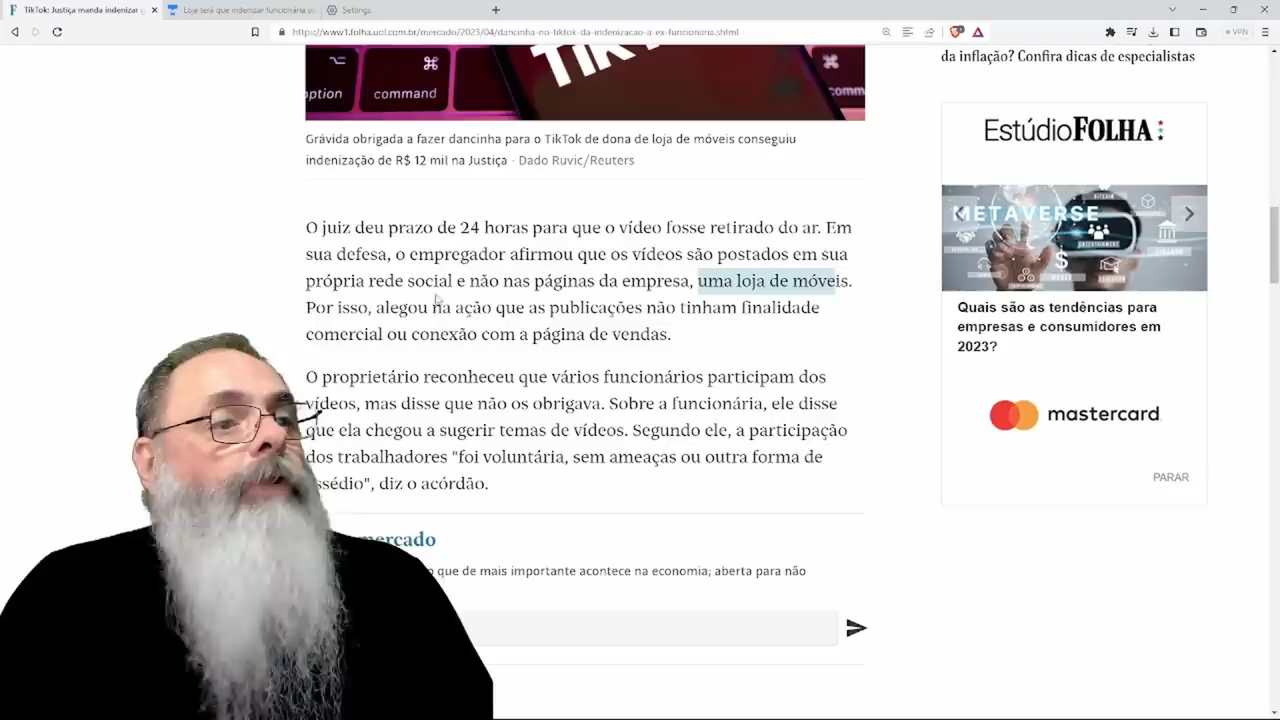 TikTok: Justiça manda indenizar
Loja terá que indenizar funcionária
Settings
https://www1.folha.uol.com.br/mercado/2023/04/dancinha-no-tiktok-da-indenizacao-a-ex-funcionaria.shtml
VPN
option
command
comm
TIKT
Grávida obrigada a fazer dancinha para o TikTok de dona de loja de móveis conseguiu
indenização de R$ 12 mil na Justiça - Dado Ruvic/Reuters
O juiz deu prazo de 24 horas para que o vídeo fosse retirado do ar. Em
sua defesa, o empregador afirmou que os vídeos são postados em sua
própria rede social e não nas páginas da empresa, uma loja de móveis.
Por isso, alegou na ação que as publicações não tinham finalidade
comercial ou conexão com a página de vendas.
O proprietário reconheceu que vários funcionários participam dos
vídeos, mas disse que não os obrigava. Sobre a funcionária, ele disse
que ela chegou a sugerir temas de vídeos. Segundo ele, a participação
dos trabalhadores "foi voluntária, sem ameaças ou outra forma de
ssédio", diz o acórdão.
mercado
o que de mais importante acontece na economia; aberta para não
da inflação? Confira dicas de especialistas
EstúdioFOLHA
METAVERSE
ENTERTAINMENT
Quais são as tendências para
empresas e consumidores em
2023?
mastercard
PARAR